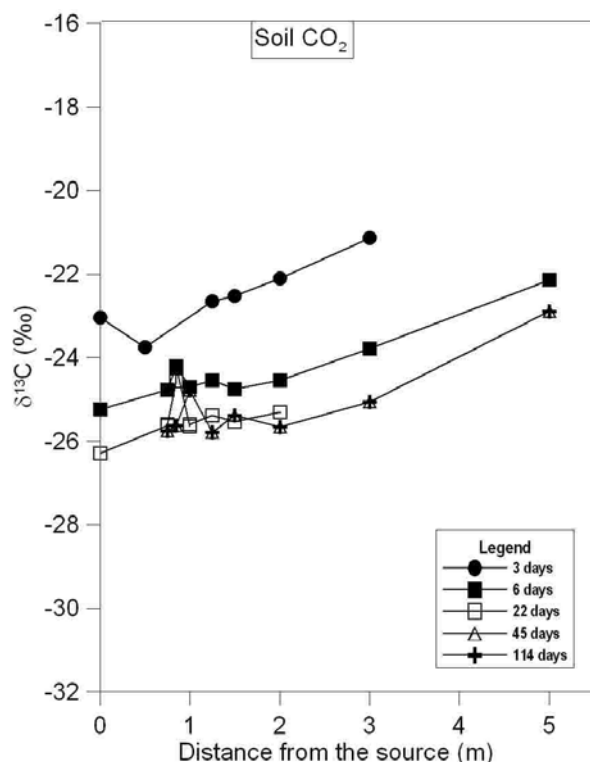 Soil CO₂
-16
-18
-20
-22
-24
-26
-28
-30
-32
δ¹³C (‰)
0 1 2 3 4 5
Distance from the source (m)
Legend
3 days
6 days
22 days
45 days
114 days